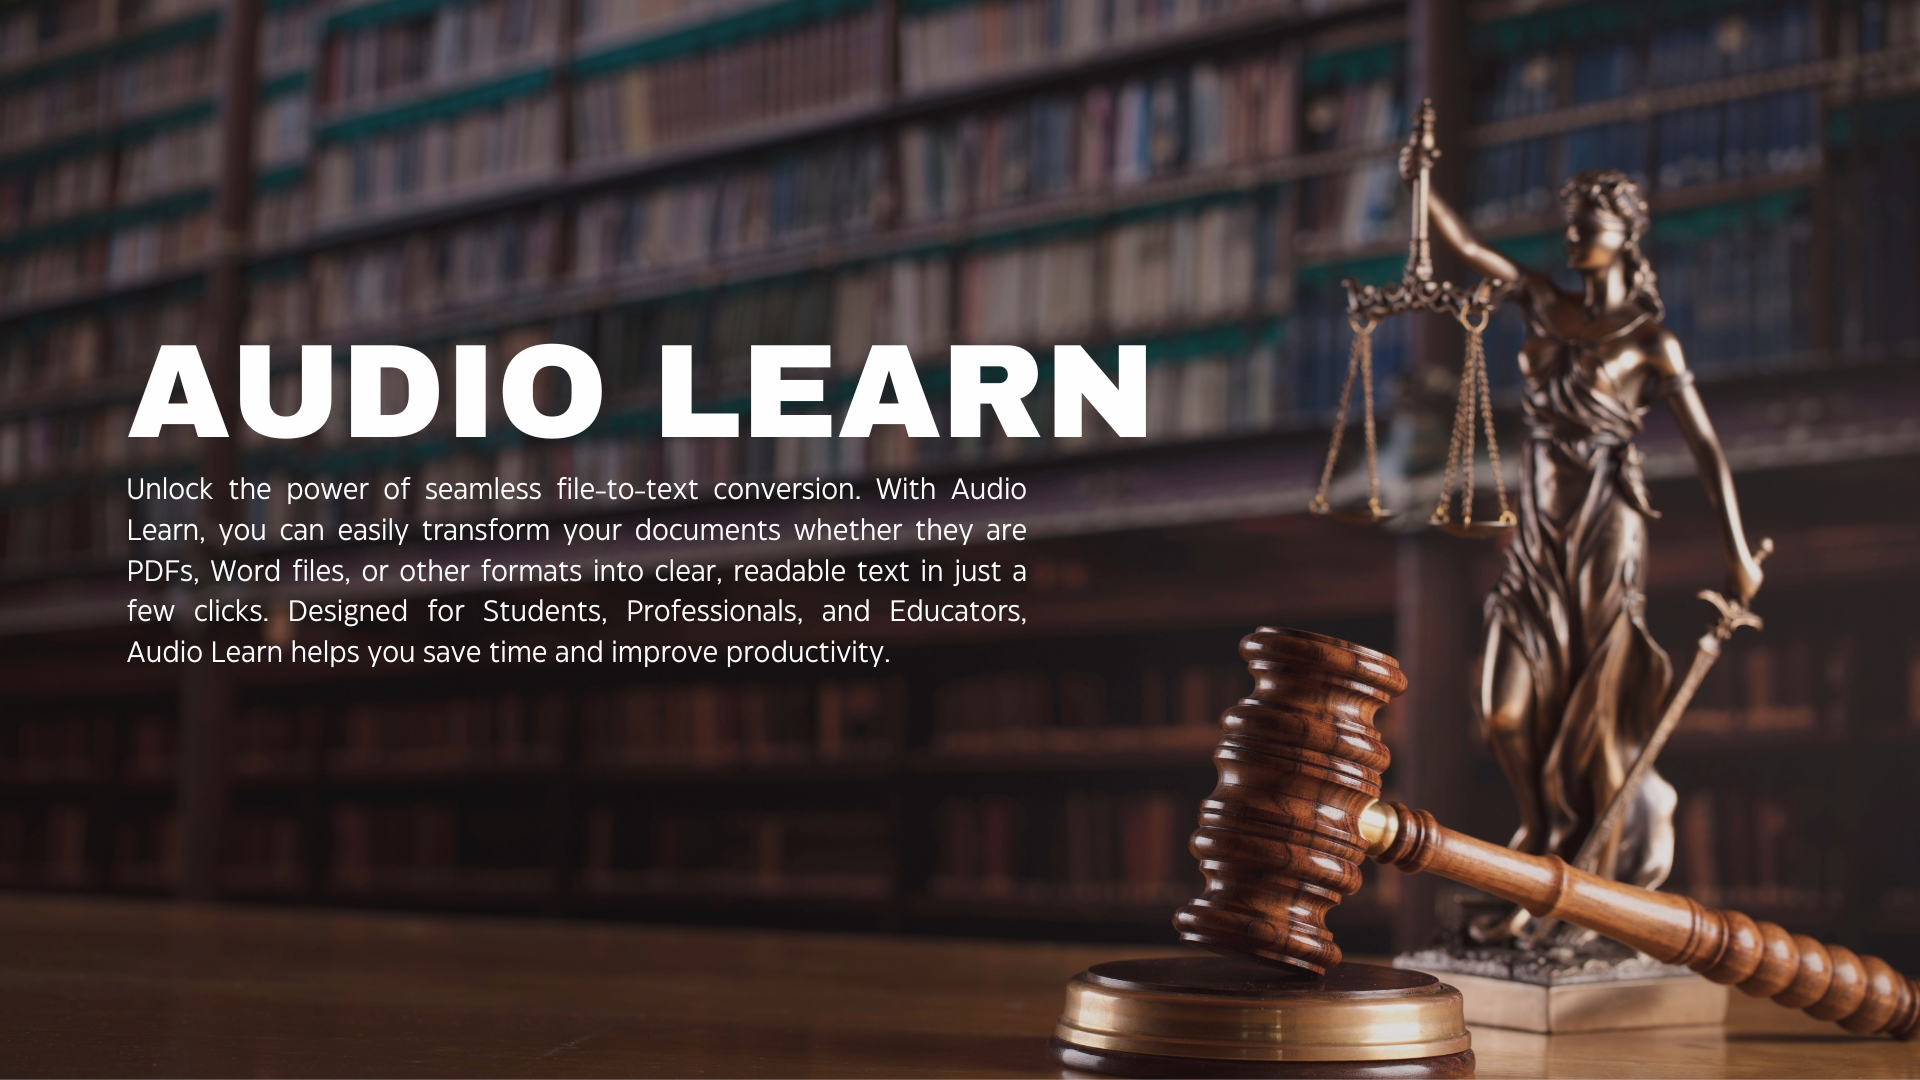 AUDIO LEARN
Unlock the power of seamless file-to-text conversion. With Audio
Learn, you can easily transform your documents whether they are
PDFs, Word files, or other formats into clear, readable text in just a
few clicks. Designed for Students, Professionals, and Educators,
Audio Learn helps you save time and improve productivity.